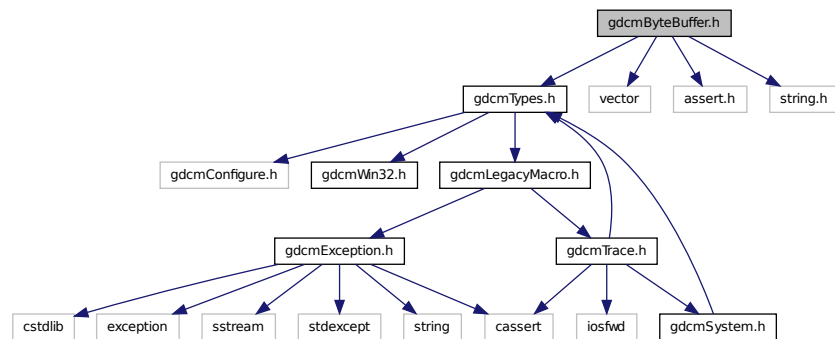 gdcmByteBuffer.h
gdcmTypes.h
vector
assert.h
string.h
gdcmConfigure.h
gdcmWin32.h
gdcmLegacyMacro.h
gdcmException.h
gdcmTrace.h
cstdlib
exception
sstream
stdexcept
string
cassert
iosfwd
gdcmSystem.h